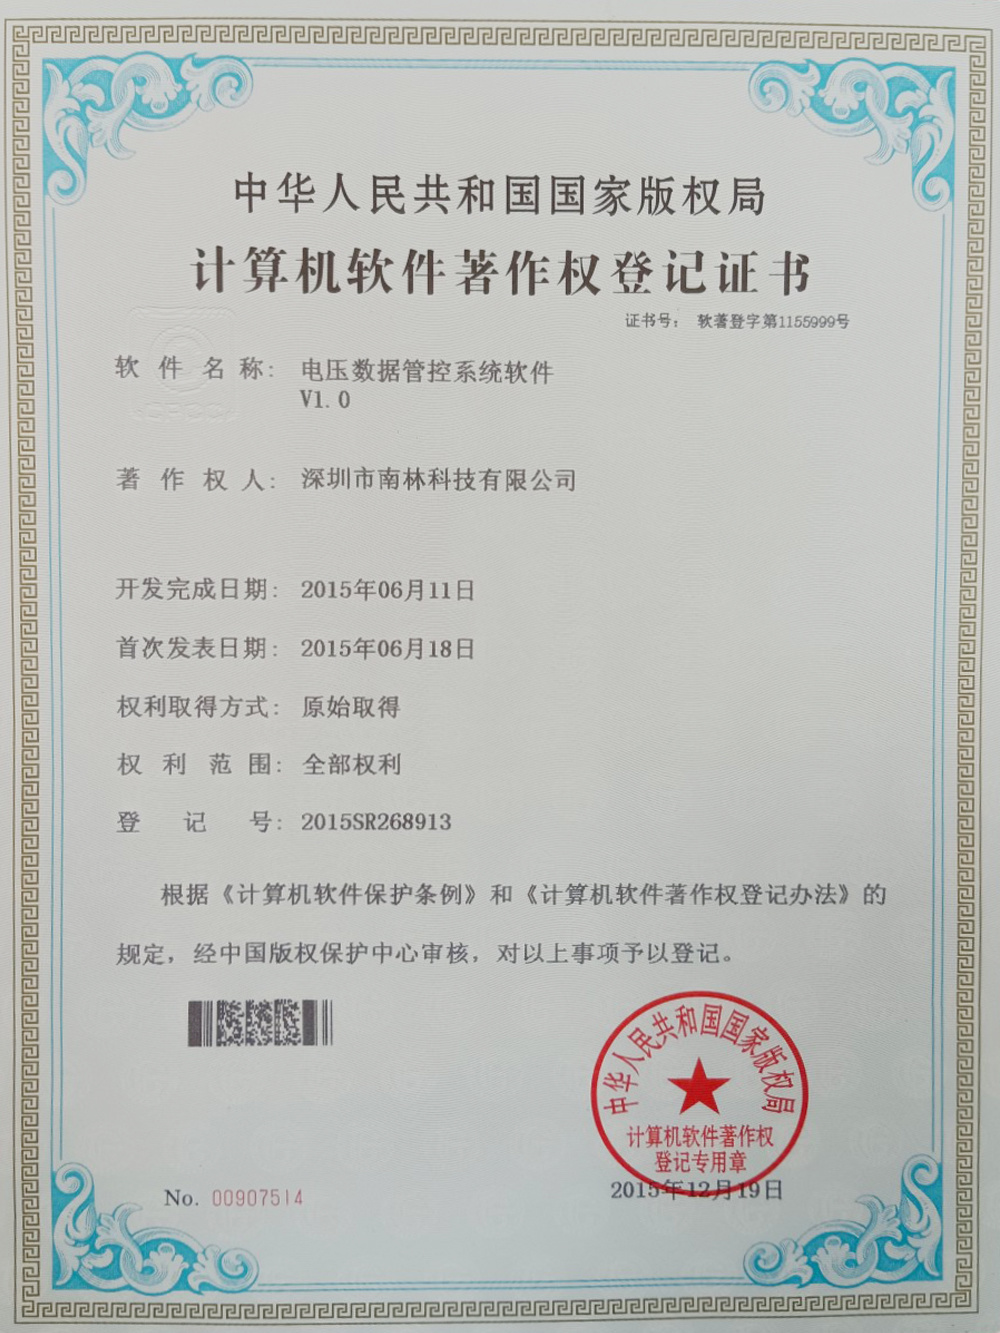 中华人民共和国国家版权局
计算机软件著作权登记证书
证书号： 软著登字第1155999号
软件名称： 电压数据管控系统软件
V1.0
著作权人： 深圳市南林科技有限公司
开发完成日期： 2015年06月11日
首次发表日期： 2015年06月18日
权利取得方式： 原始取得
权利范围： 全部权利
登记号： 2015SR268913
根据《计算机软件保护条例》和《计算机软件著作权登记办法》的
规定，经中国版权保护中心审核，对以上事项予以登记。
中华人民共和国国家版权局
计算机软件著作权
登记专用章
No. 00907514
2015年12月19日
CPCC